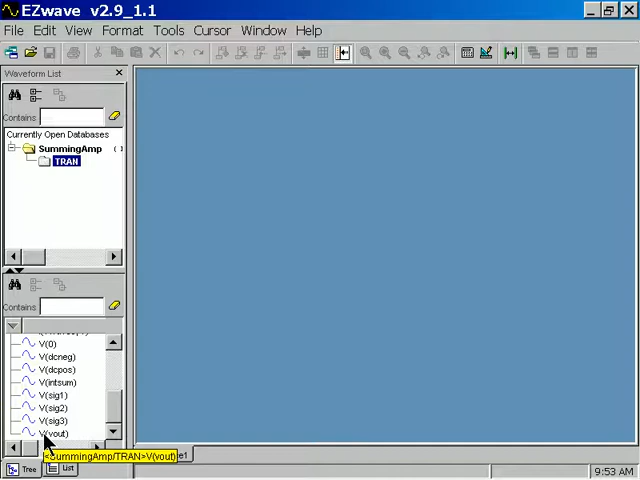 EZwave v2.9_1.1
File Edit View Format Tools Cursor Window Help
Waveform List
Contains
Currently Open Databases
SummingAmp
TRAN
Contains
V(0)
V(dcneg)
V(dcpos)
V(intsum)
V(sig1)
V(sig2)
V(sig3)
V(vout)
<SummingAmp/TRAN>V(vout)
Tree List
9:53 AM